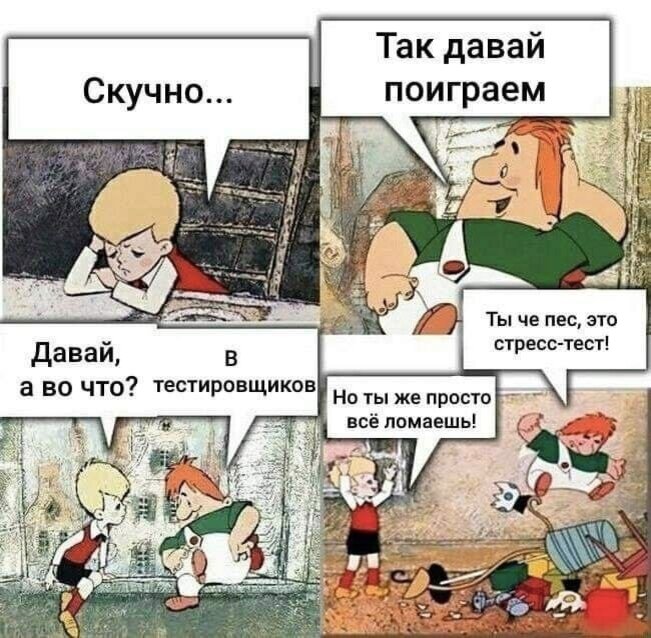 Скучно...
Так давай
поиграем
Давай,
а во что?
в
тестировщиков
Ты че пес, это
стресс-тест!
Но ты же просто
всё ломаешь!